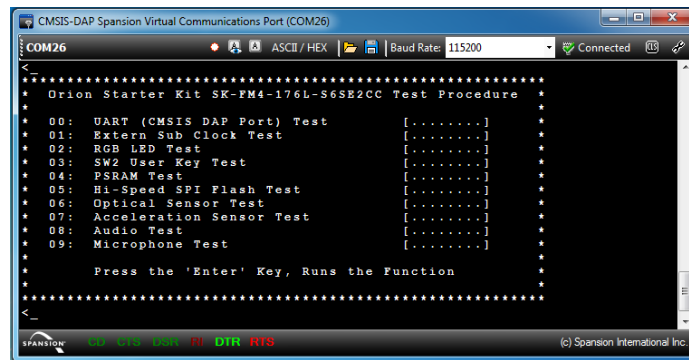 CMSIS-DAP Spansion Virtual Communications Port (COM26)
COM26 A A ASCII / HEX Baud Rate: 115200 Connected CLS
<_
****************************************************************
* Orion Starter Kit SK-FM4-176L-S6SE2CC Test Procedure *
* *
* 00: UART (CMSIS DAP Port) Test [........] *
* 01: Extern Sub Clock Test [........] *
* 02: RGB LED Test [........] *
* 03: SW2 User Key Test [........] *
* 04: PSRAM Test [........] *
* 05: Hi-Speed SPI Flash Test [........] *
* 06: Optical Sensor Test [........] *
* 07: Acceleration Sensor Test [........] *
* 08: Audio Test [........] *
* 09: Microphone Test [........] *
* *
* Press the 'Enter' Key, Runs the Function *
* *
****************************************************************
<_
SPANSION CD CTS DSR RI DTR RTS (c) Spansion International Inc.